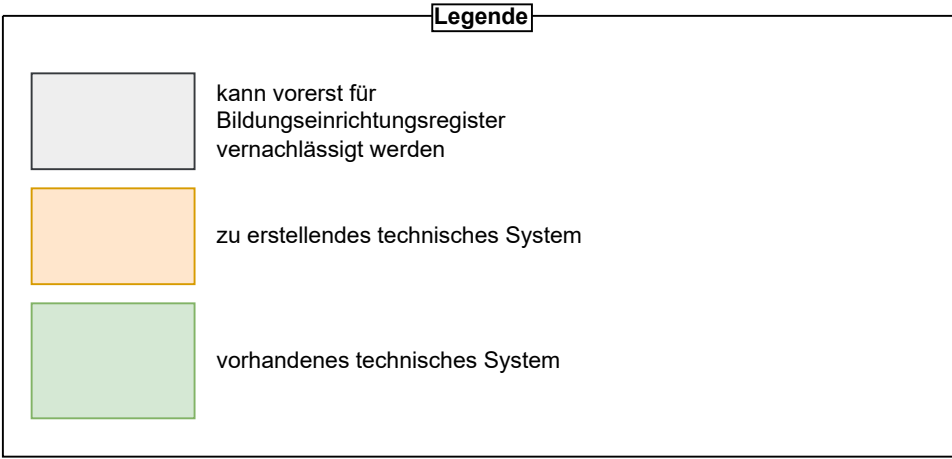 Legende
kann vorerst für
Bildungseinrichtungsregister
vernachlässigt werden
zu erstellendes technisches System
vorhandenes technisches System